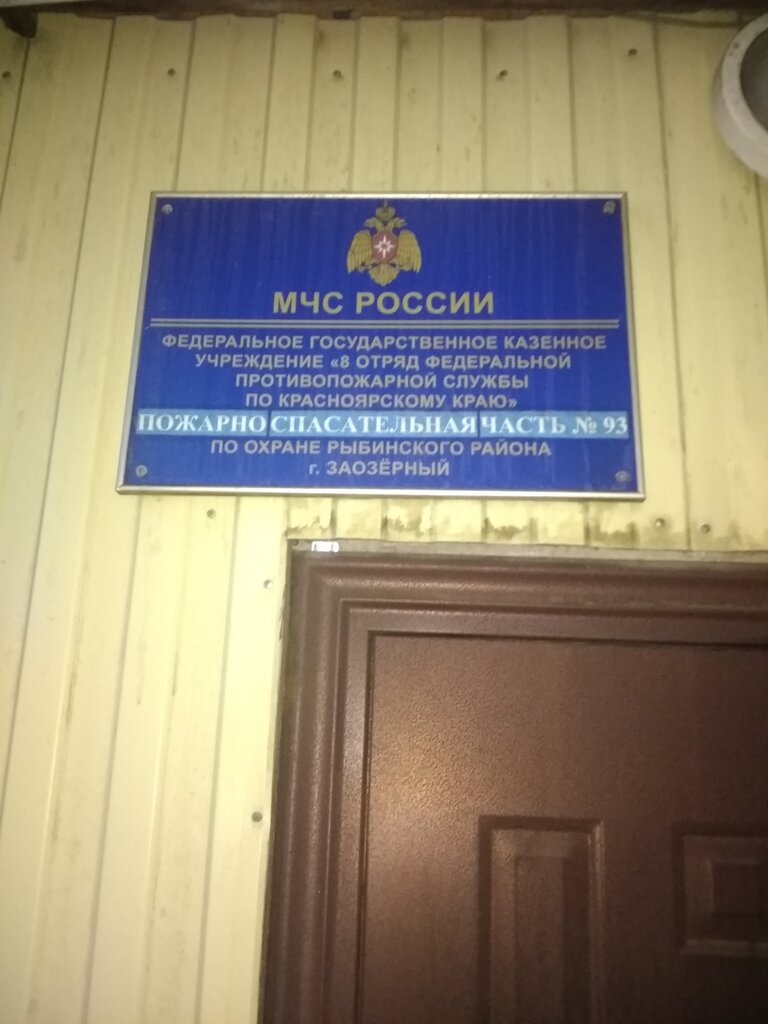 МЧС РОССИИ
ФЕДЕРАЛЬНОЕ ГОСУДАРСТВЕННОЕ КАЗЕННОЕ
УЧРЕЖДЕНИЕ «8 ОТРЯД ФЕДЕРАЛЬНОЙ
ПРОТИВОПОЖАРНОЙ СЛУЖБЫ
ПО КРАСНОЯРСКОМУ КРАЮ»
ПОЖАРНО СПАСАТЕЛЬНАЯ ЧАСТЬ № 93
ПО ОХРАНЕ РЫБИНСКОГО РАЙОНА
г. ЗАОЗЁРНЫЙ